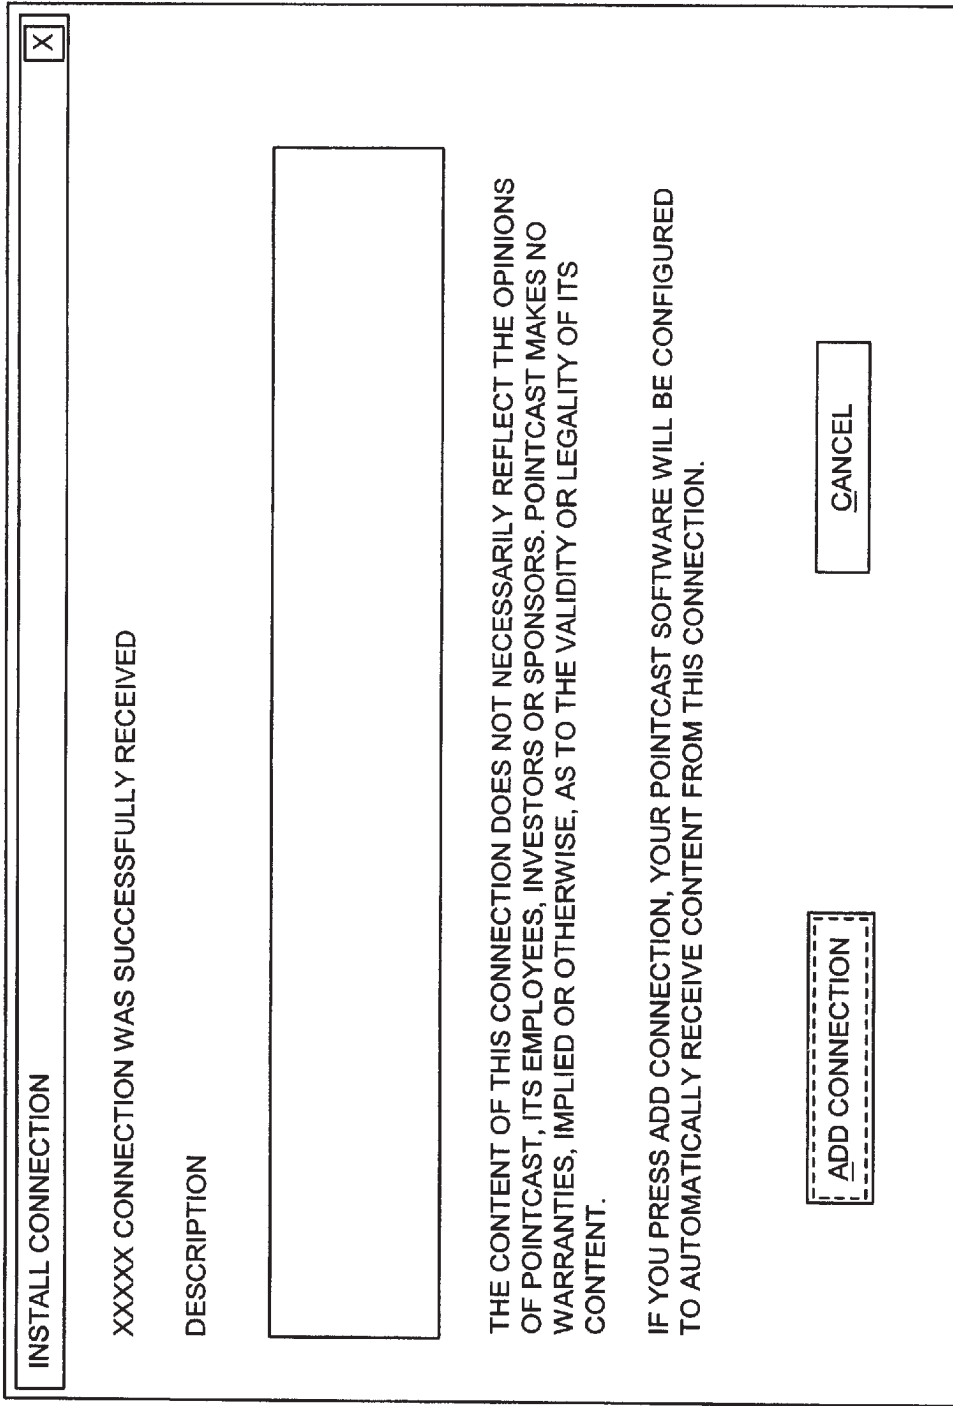 INSTALL CONNECTION
X
XXXXX CONNECTION WAS SUCCESSFULLY RECEIVED
DESCRIPTION
THE CONTENT OF THIS CONNECTION DOES NOT NECESSARILY REFLECT THE OPINIONS
OF POINTCAST, ITS EMPLOYEES, INVESTORS OR SPONSORS. POINTCAST MAKES NO
WARRANTIES, IMPLIED OR OTHERWISE, AS TO THE VALIDITY OR LEGALITY OF ITS
CONTENT.
IF YOU PRESS ADD CONNECTION, YOUR POINTCAST SOFTWARE WILL BE CONFIGURED
TO AUTOMATICALLY RECEIVE CONTENT FROM THIS CONNECTION.
ADD CONNECTION
CANCEL